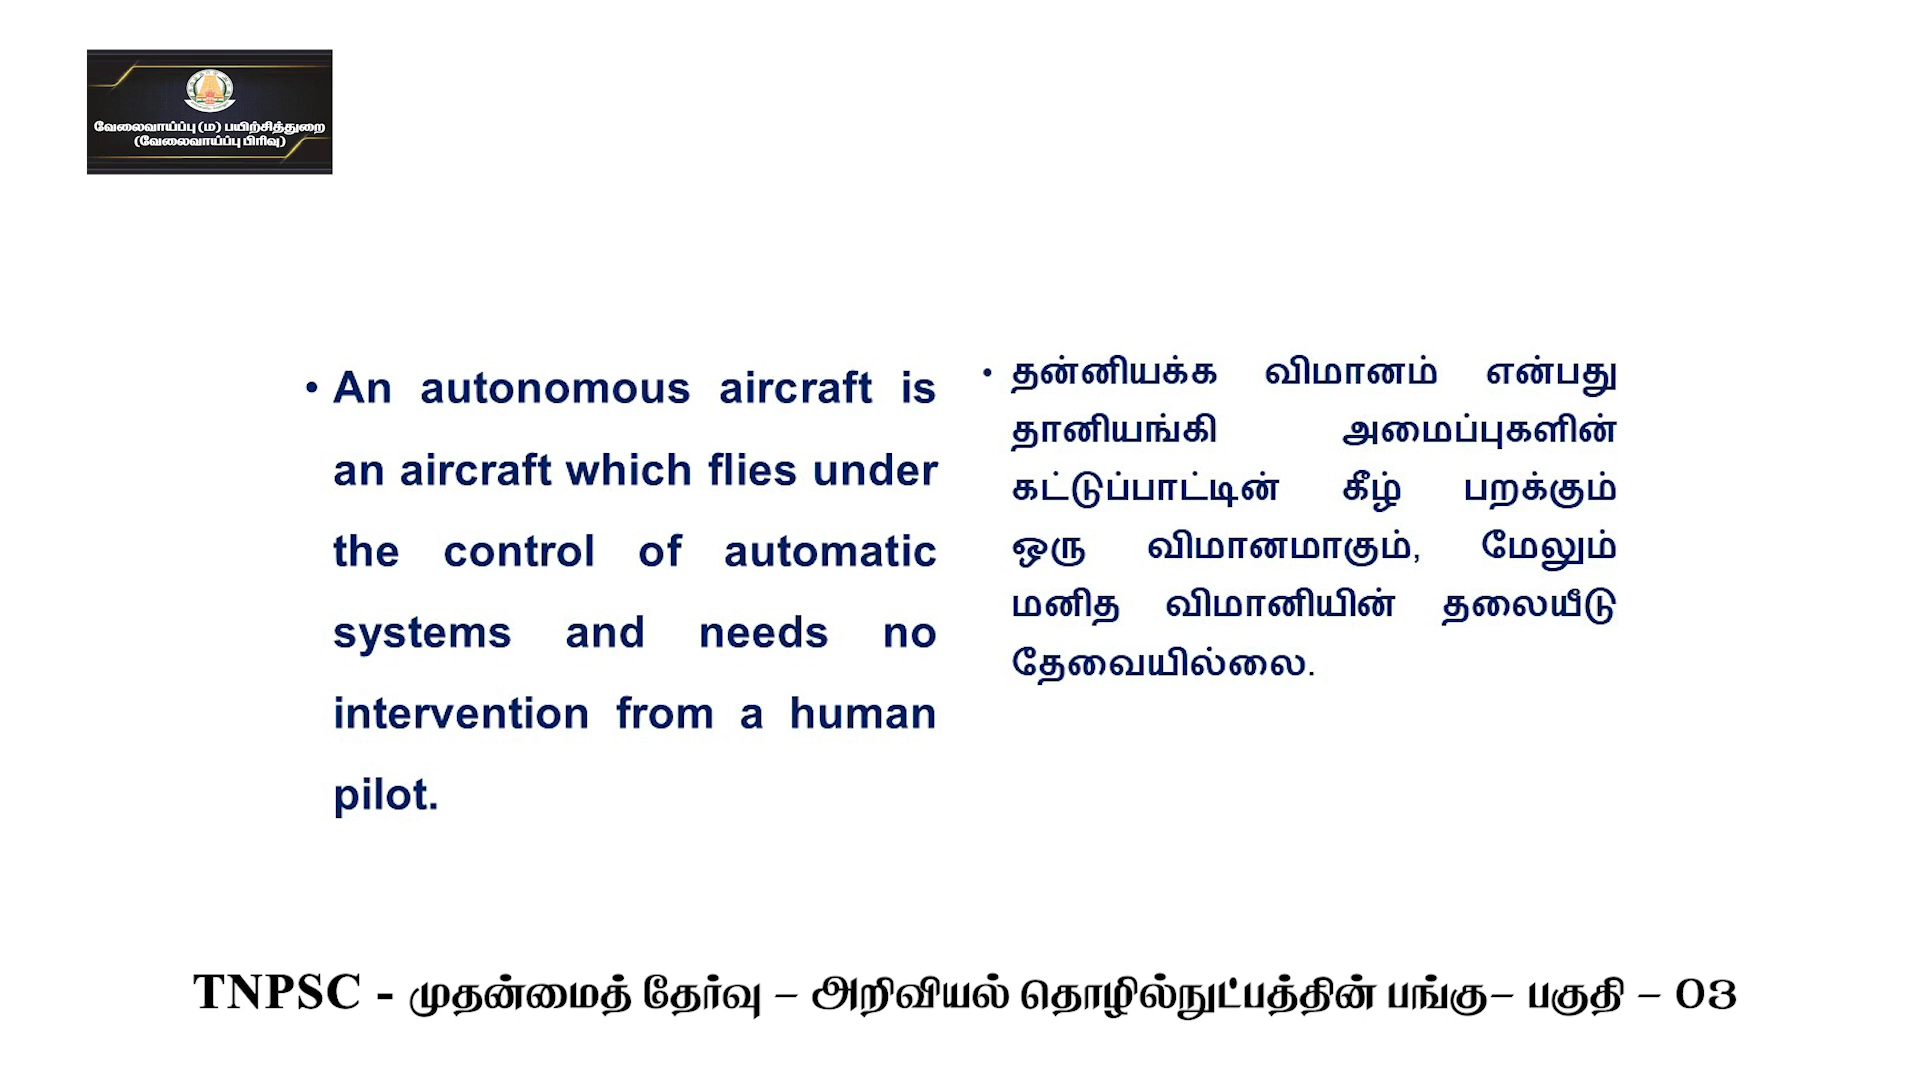 வேலைவாய்ப்பு (ம) பயிற்சித்துறை
(வேலைவாய்ப்பு பிரிவு)
• An autonomous aircraft is
an aircraft which flies under
the control of automatic
systems and needs no
intervention from a human
pilot.
• தன்னியக்க விமானம் என்பது
தானியங்கி அமைப்புகளின்
கட்டுப்பாட்டின் கீழ் பறக்கும்
ஒரு விமானமாகும், மேலும்
மனித விமானியின் தலையீடு
தேவையில்லை.
TNPSC - முதன்மைத் தேர்வு – அறிவியல் தொழில்நுட்பத்தின் பங்கு– பகுதி – 03